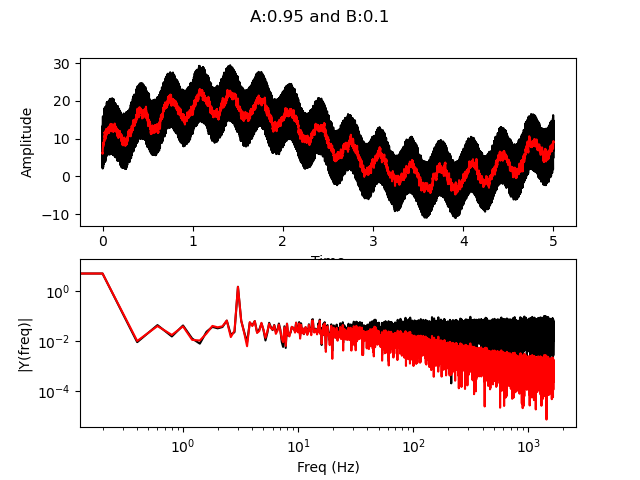 A:0.95 and B:0.1
30
20
10
0
−10
Amplitude
0 1 2 3 4 5
10⁰
10⁻²
10⁻⁴
|Y(freq)|
10⁰ 10¹ 10² 10³
Freq (Hz)